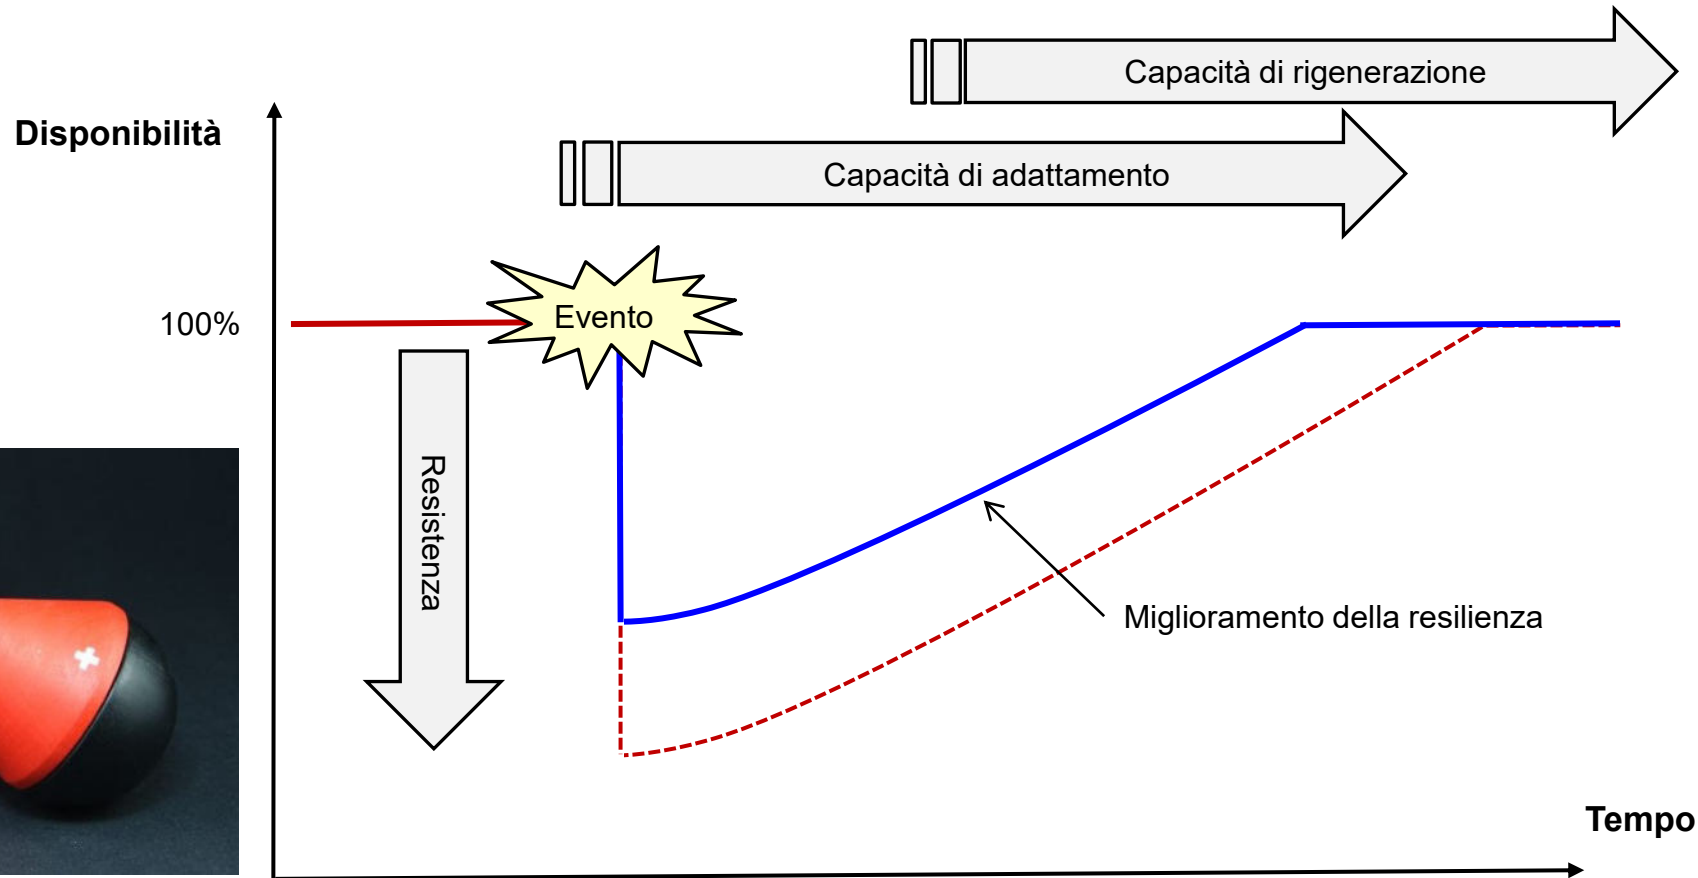 Capacità di rigenerazione
Disponibilità
Capacità di adattamento
100%
Evento
Resistenza
Miglioramento della resilienza
Tempo